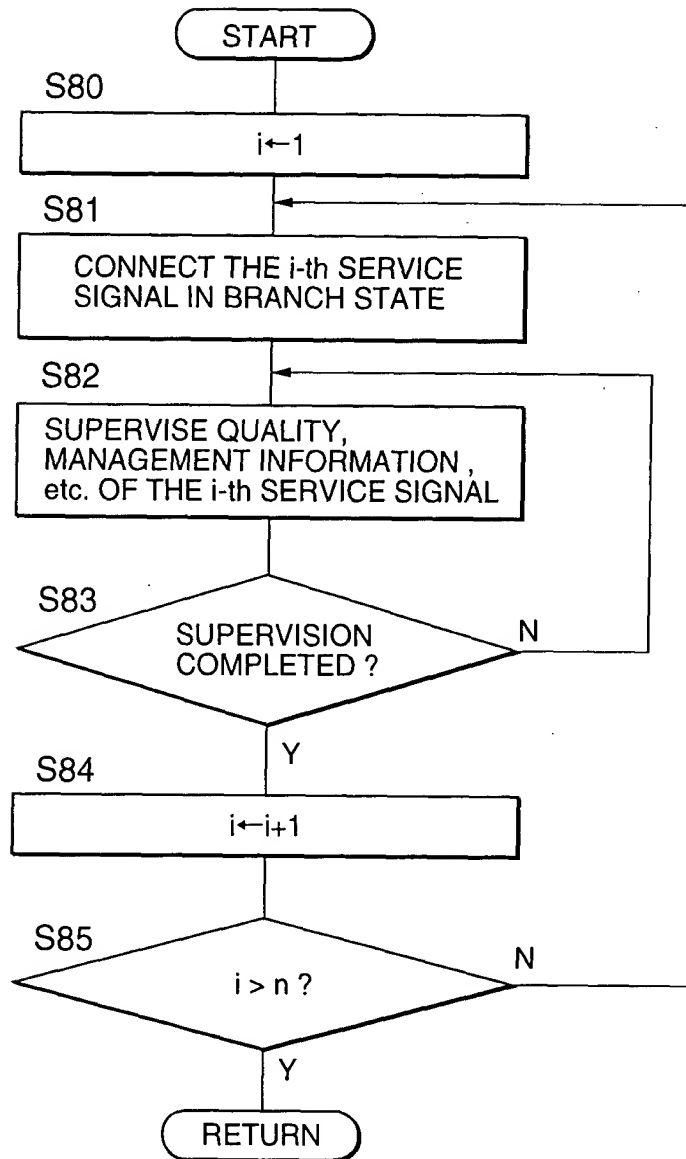 START
S80
i←1
S81
CONNECT THE i-th SERVICE
SIGNAL IN BRANCH STATE
S82
SUPERVISE QUALITY,
MANAGEMENT INFORMATION ,
etc. OF THE i-th SERVICE SIGNAL
S83
SUPERVISION
COMPLETED ?
N
Y
S84
i←i+1
S85
i > n ?
N
Y
RETURN